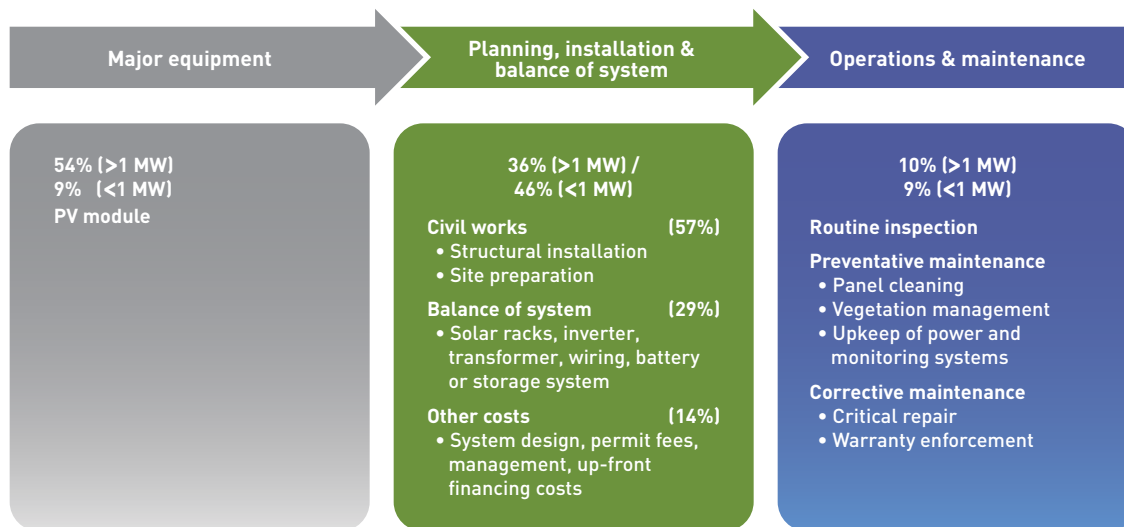 Major equipment
Planning, installation &
balance of system
Operations & maintenance
54% (>1 MW)
9% (<1 MW)
PV module
36% (>1 MW) /
46% (<1 MW)
Civil works (57%)
• Structural installation
• Site preparation
Balance of system (29%)
• Solar racks, inverter,
transformer, wiring, battery
or storage system
Other costs (14%)
• System design, permit fees,
management, up-front
financing costs
10% (>1 MW)
9% (<1 MW)
Routine inspection
Preventative maintenance
• Panel cleaning
• Vegetation management
• Upkeep of power and
monitoring systems
Corrective maintenance
• Critical repair
• Warranty enforcement